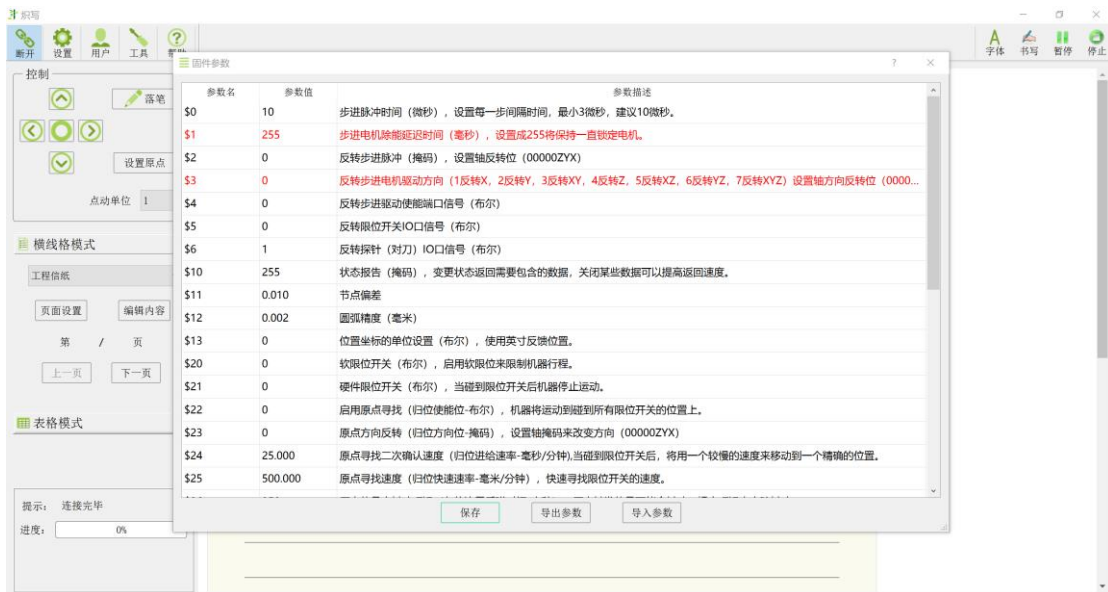 织写
断开 设置 用户 工具 帮助 字体 书写 暂停 停止
控制
落笔
设置原点
点动单位 1
横线格模式
工程信纸
页面设置 编辑内容
第 / 页
上一页 下一页
表格模式
提示： 连接完毕
进度： 0%
固件参数 ? ×
参数名 参数值 参数描述
$0 10 步进脉冲时间（微秒），设置每一步间隔时间，最小3微秒，建议10微秒。
$1 255 步进电机除能延迟时间（毫秒），设置成255将保持一直锁定电机。
$2 0 反转步进脉冲（掩码），设置轴反转位（00000ZYX）
$3 0 反转步进电机驱动方向（1反转X，2反转Y，3反转XY，4反转Z，5反转XZ，6反转YZ，7反转XYZ）设置轴方向反转位（0000...
$4 0 反转步进驱动使能端口信号（布尔）
$5 0 反转限位开关IO口信号（布尔）
$6 1 反转探针（对刀）IO口信号（布尔）
$10 255 状态报告（掩码），变更状态返回需要包含的数据，关闭某些数据可以提高返回速度。
$11 0.010 节点偏差
$12 0.002 圆弧精度（毫米）
$13 0 位置坐标的单位设置（布尔），使用英寸反馈位置。
$20 0 软限位开关（布尔），启用软限位来限制机器行程。
$21 0 硬件限位开关（布尔），当碰到限位开关后机器停止运动。
$22 0 启用原点寻找（归位使能位-布尔），机器将运动到碰到所有限位开关的位置上。
$23 0 原点方向反转（归位方向位-掩码），设置轴掩码来改变方向（00000ZYX）
$24 25.000 原点寻找二次确认速度（归位进给速率-毫秒/分钟),当碰到限位开关后，将用一个较慢的速度来移动到一个精确的位置。
$25 500.000 原点寻找速度（归位快速速率-毫米/分钟），快速寻找限位开关的速度。
保存 导出参数 导入参数